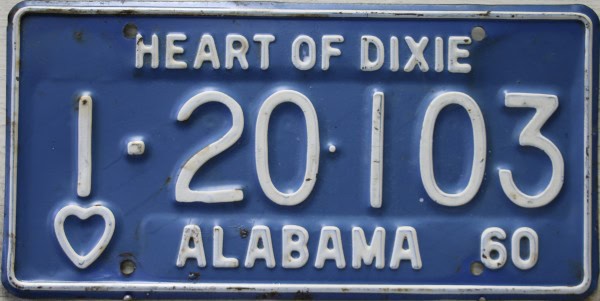 HEART OF DIXIE
1-20·103
ALABAMA 60